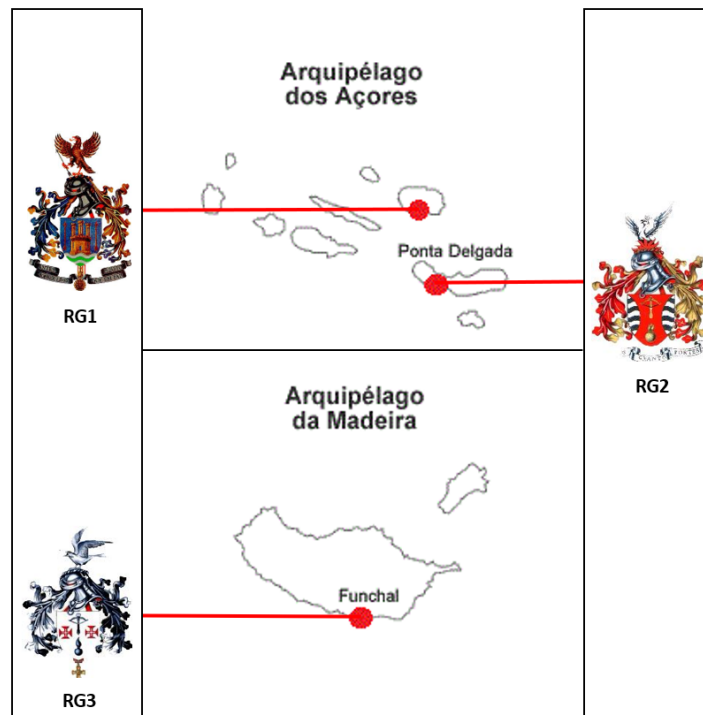 Arquipélago
dos Açores
Ponta Delgada
RG1
RG2
Arquipélago
da Madeira
Funchal
RG3